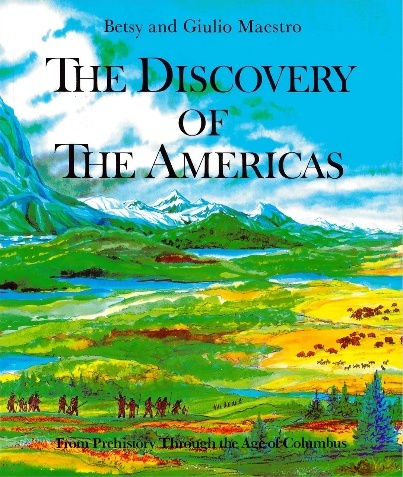 Betsy and Giulio Maestro
THE DISCOVERY
OF
THE AMERICAS
From Prehistory Through the Age of Columbus